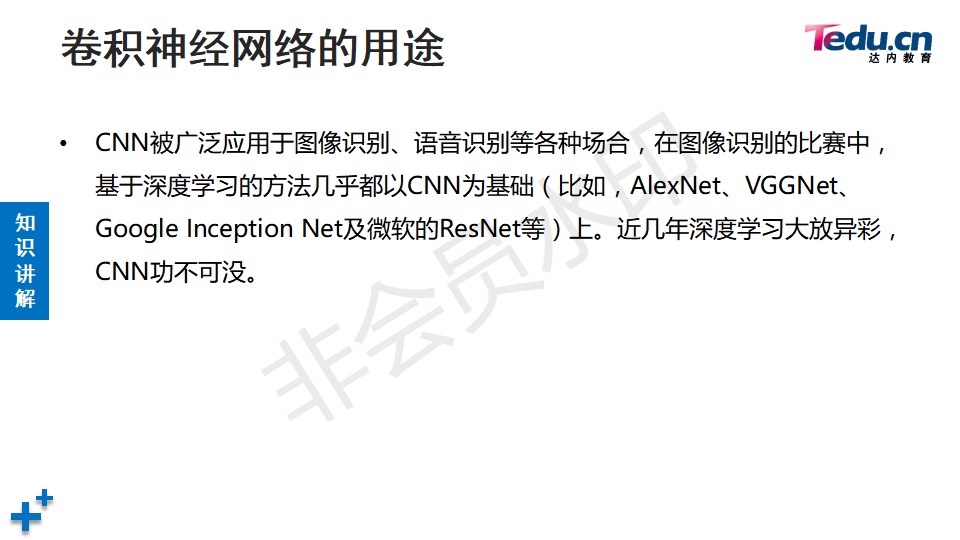 卷积神经网络的用途
Tedu.cn
达内教育
• CNN被广泛应用于图像识别、语音识别等各种场合，在图像识别的比赛中，
基于深度学习的方法几乎都以CNN为基础（比如，AlexNet、VGGNet、
Google Inception Net及微软的ResNet等）上。近几年深度学习大放异彩，
CNN功不可没。
知
识
讲
解
非会员水印